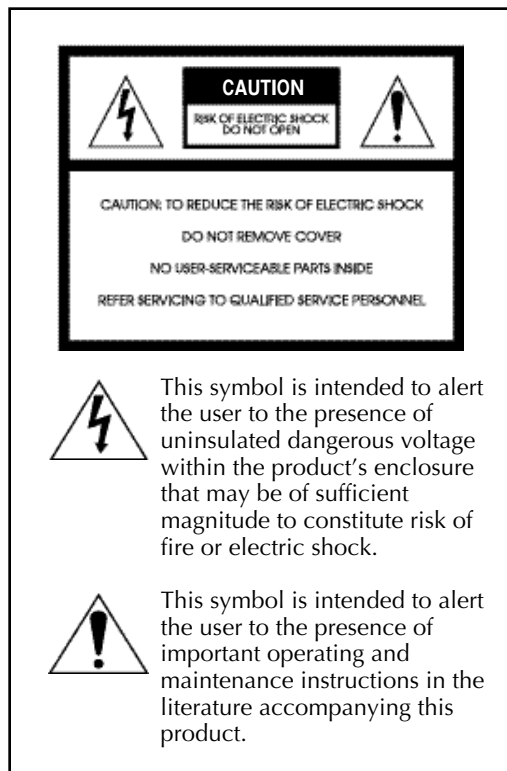 CAUTION
RISK OF ELECTRIC SHOCK
DO NOT OPEN
CAUTION: TO REDUCE THE RISK OF ELECTRIC SHOCK
DO NOT REMOVE COVER
NO USER-SERVICEABLE PARTS INSIDE
REFER SERVICING TO QUALIFIED SERVICE PERSONNEL
This symbol is intended to alert
the user to the presence of
uninsulated dangerous voltage
within the product’s enclosure
that may be of sufficient
magnitude to constitute risk of
fire or electric shock.
This symbol is intended to alert
the user to the presence of
important operating and
maintenance instructions in the
literature accompanying this
product.